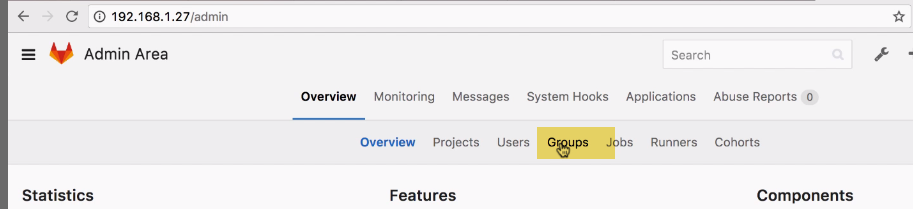 192.168.1.27/admin
Admin Area Search
Overview Monitoring Messages System Hooks Applications Abuse Reports 0
Overview Projects Users Groups Jobs Runners Cohorts
Statistics Features Components